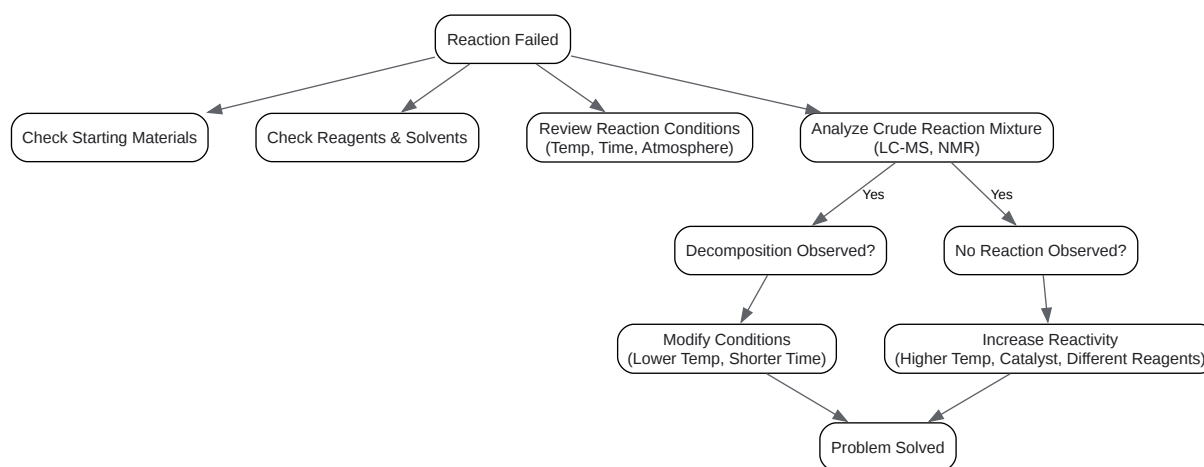 Reaction Failed
Check Starting Materials
Check Reagents & Solvents
Review Reaction Conditions
(Temp, Time, Atmosphere)
Analyze Crude Reaction Mixture
(LC-MS, NMR)
Yes
Yes
Decomposition Observed?
No Reaction Observed?
Modify Conditions
(Lower Temp, Shorter Time)
Increase Reactivity
(Higher Temp, Catalyst, Different Reagents)
Problem Solved